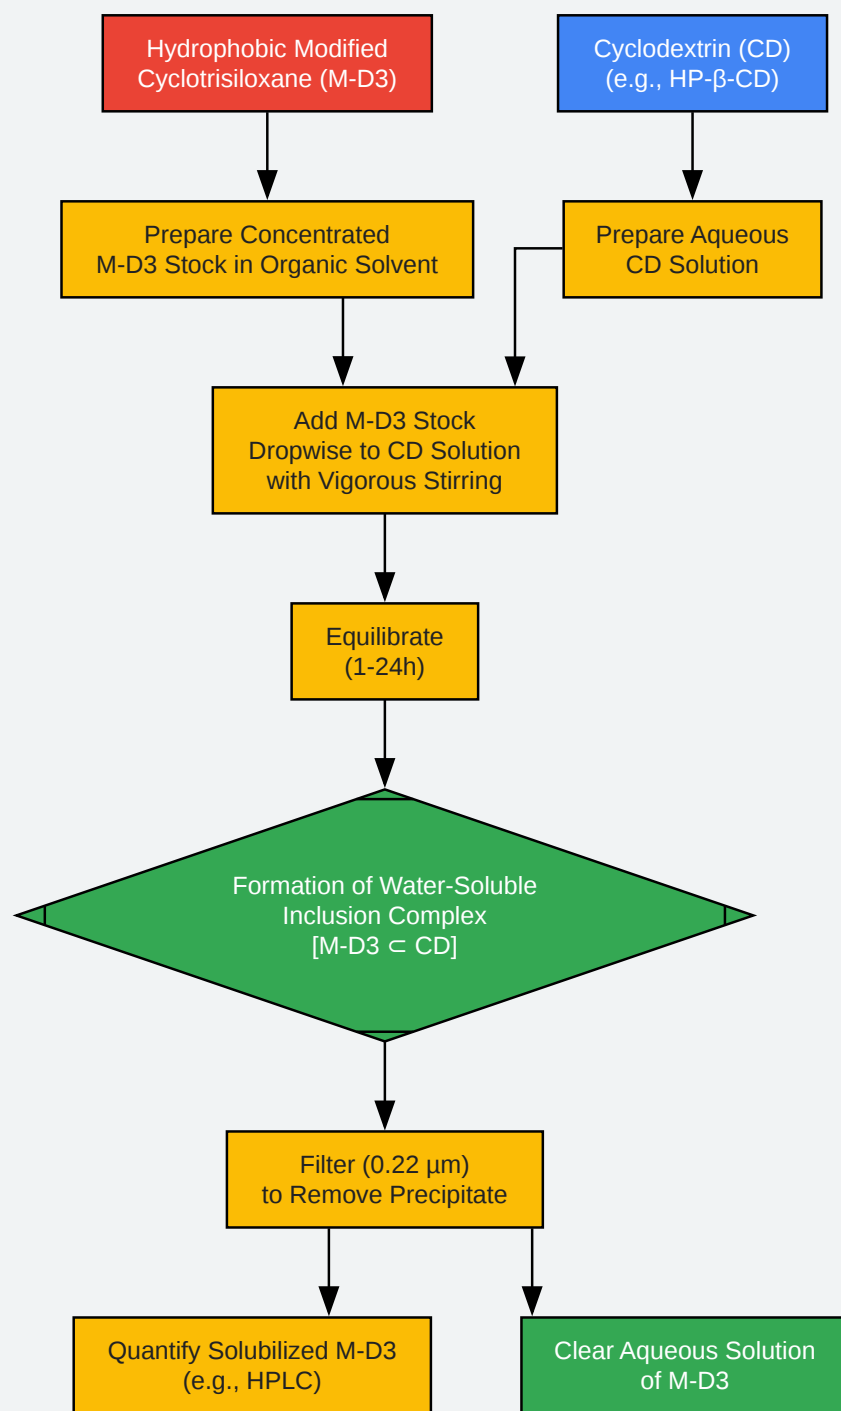 Hydrophobic Modified
Cyclotrisiloxane (M-D3)
Cyclodextrin (CD)
(e.g., HP-β-CD)
Prepare Concentrated
M-D3 Stock in Organic Solvent
Prepare Aqueous
CD Solution
Add M-D3 Stock
Dropwise to CD Solution
with Vigorous Stirring
Equilibrate
(1-24h)
Formation of Water-Soluble
Inclusion Complex
[M-D3 ⊂ CD]
Filter (0.22 µm)
to Remove Precipitate
Quantify Solubilized M-D3
(e.g., HPLC)
Clear Aqueous Solution
of M-D3